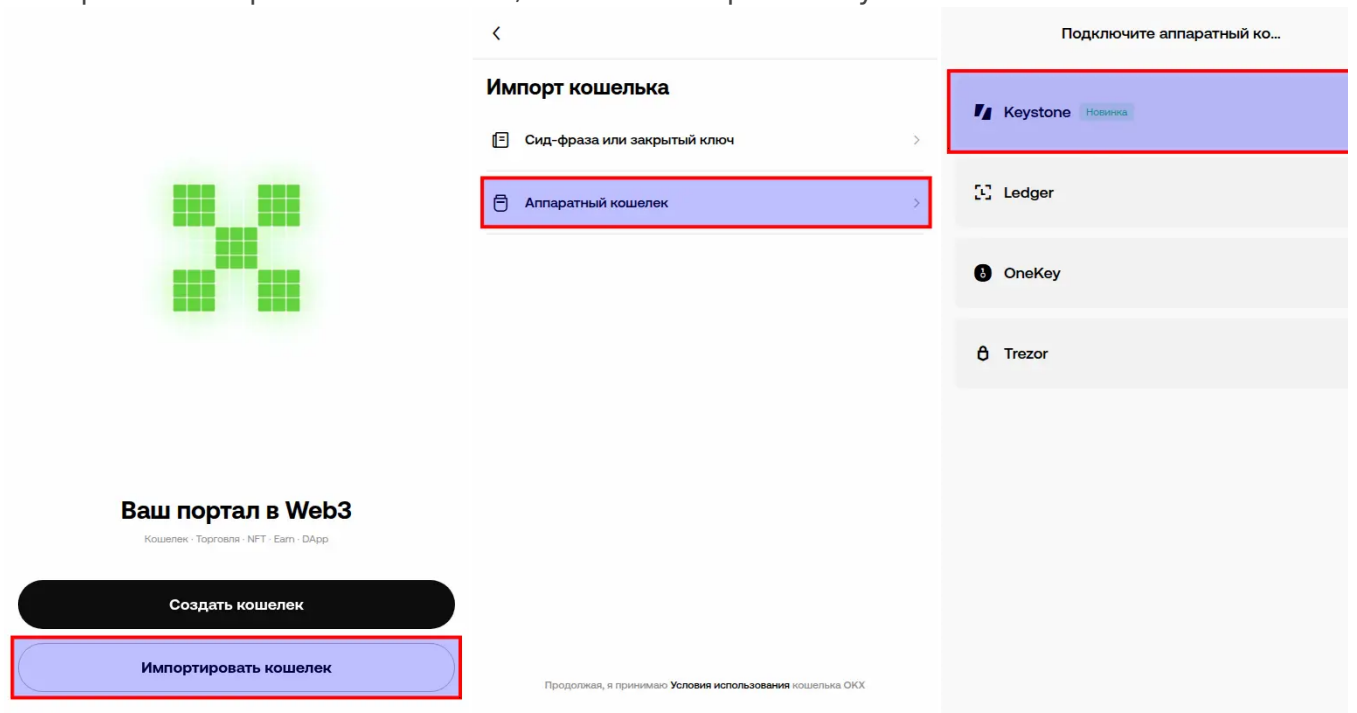 Ваш портал в Web3
Кошелек · Торговля · NFT · Earn · DApp
Создать кошелек
Импортировать кошелек
Импорт кошелька
Сид-фраза или закрытый ключ
Аппаратный кошелек
Продолжая, я принимаю Условия использования кошелька OKX
Подключите аппаратный ко...
Keystone Новинка
Ledger
OneKey
Trezor